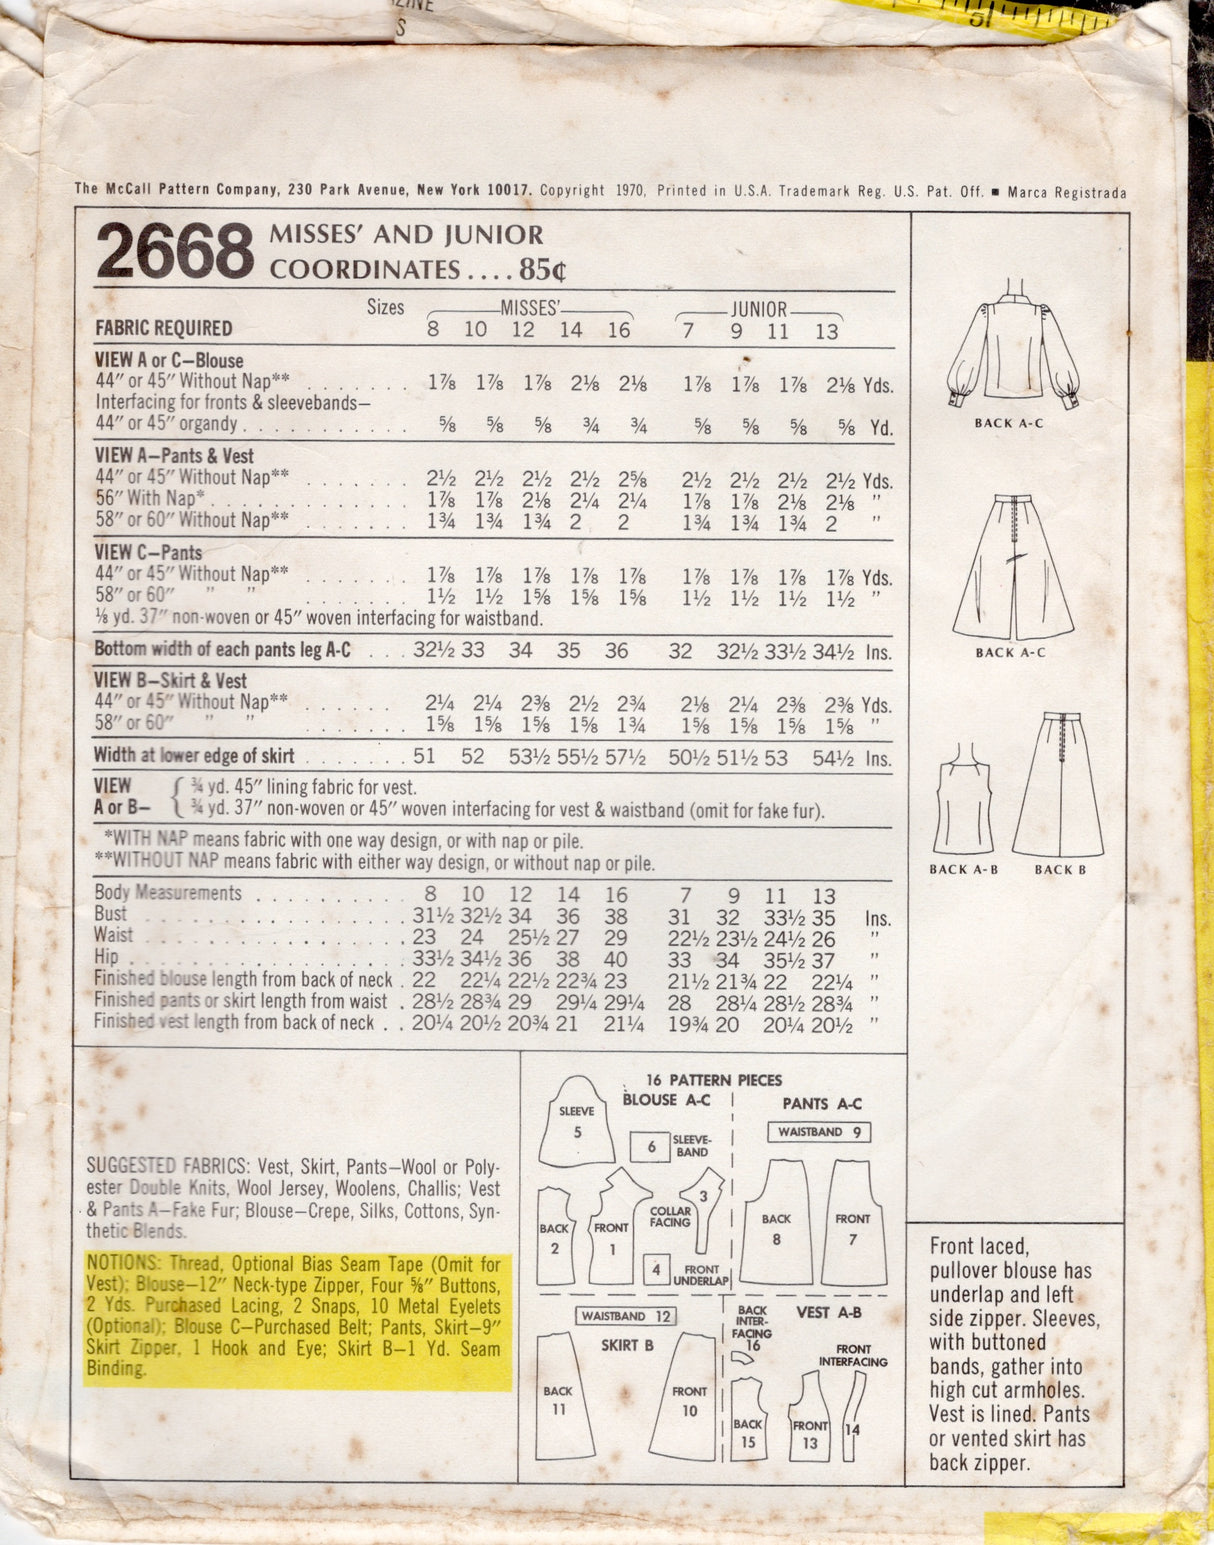 ZINE
S
5
The McCall Pattern Company, 230 Park Avenue, New York 10017. Copyright 1970, Printed in U.S.A. Trademark Reg. U.S. Pat. Off. ■ Marca Registrada
2668 MISSES' AND JUNIOR
COORDINATES....85¢
Sizes MISSES' JUNIOR
FABRIC REQUIRED 8 10 12 14 16 7 9 11 13
VIEW A or C—Blouse
44" or 45" Without Nap** . . . . . . . 1⅞ 1⅞ 1⅞ 2⅛ 2⅛ 1⅞ 1⅞ 1⅞ 2⅛ Yds.
Interfacing for fronts & sleevebands—
44" or 45" organdy . . . . . . . . . . . ⅝ ⅝ ⅝ ¾ ¾ ⅝ ⅝ ⅝ ⅝ Yd.
VIEW A—Pants & Vest
44" or 45" Without Nap** . . . . . . . 2½ 2½ 2½ 2½ 2⅝ 2½ 2½ 2½ 2½ Yds.
56" With Nap* . . . . . . . . . . . . . 1⅞ 1⅞ 2⅛ 2¼ 2¼ 1⅞ 1⅞ 2⅛ 2⅛ "
58" or 60" Without Nap** . . . . . . . 1¾ 1¾ 1¾ 2 2 1¾ 1¾ 1¾ 2 "
VIEW C—Pants
44" or 45" Without Nap** . . . . . . . 1⅞ 1⅞ 1⅞ 1⅞ 1⅞ 1⅞ 1⅞ 1⅞ 1⅞ Yds.
58" or 60" " " . . . . . . . 1½ 1½ 1⅝ 1⅝ 1⅝ 1½ 1½ 1½ 1½ "
⅛ yd. 37" non-woven or 45" woven interfacing for waistband.
Bottom width of each pants leg A-C . . . 32½ 33 34 35 36 32 32½ 33½ 34½ Ins.
VIEW B—Skirt & Vest
44" or 45" Without Nap** . . . . . . . 2¼ 2¼ 2⅜ 2½ 2¾ 2⅛ 2¼ 2⅜ 2⅜ Yds.
58" or 60" " " . . . . . . . 1⅝ 1⅝ 1⅝ 1⅝ 1¾ 1⅝ 1⅝ 1⅝ 1⅝ "
Width at lower edge of skirt . . . . . . . 51 52 53½ 55½ 57½ 50½ 51½ 53 54½ Ins.
VIEW ¾ yd. 45" lining fabric for vest.
A or B— ¾ yd. 37" non-woven or 45" woven interfacing for vest & waistband (omit for fake fur).
*WITH NAP means fabric with one way design, or with nap or pile.
**WITHOUT NAP means fabric with either way design, or without nap or pile.
Body Measurements . . . . . . . . . . 8 10 12 14 16 7 9 11 13
Bust . . . . . . . . . . . . . . . . . 31½ 32½ 34 36 38 31 32 33½ 35 Ins.
Waist . . . . . . . . . . . . . . . . . 23 24 25½ 27 29 22½ 23½ 24½ 26 "
Hip . . . . . . . . . . . . . . . . . . 33½ 34½ 36 38 40 33 34 35½ 37 "
Finished blouse length from back of neck . 22 22¼ 22½ 22¾ 23 21½ 21¾ 22 22¼ "
Finished pants or skirt length from waist . 28½ 28¾ 29 29¼ 29¼ 28 28¼ 28½ 28¾ "
Finished vest length from back of neck . . 20¼ 20½ 20¾ 21 21¼ 19¾ 20 20¼ 20½ "
BACK A-C
BACK A-C
BACK A-B BACK B
SUGGESTED FABRICS: Vest, Skirt, Pants—Wool or Poly-
ester Double Knits, Wool Jersey, Woolens, Challis; Vest
& Pants A—Fake Fur; Blouse—Crepe, Silks, Cottons, Syn-
thetic Blends.
NOTIONS: Thread, Optional Bias Seam Tape (Omit for
Vest); Blouse—12" Neck-type Zipper, Four ⅝" Buttons,
2 Yds. Purchased Lacing, 2 Snaps, 10 Metal Eyelets
(Optional); Blouse C—Purchased Belt; Pants, Skirt—9"
Skirt Zipper, 1 Hook and Eye; Skirt B—1 Yd. Seam
Binding.
16 PATTERN PIECES
BLOUSE A-C
SLEEVE
5
6
SLEEVE-
BAND
BACK
2
FRONT
1
COLLAR
FACING
3
4
FRONT
UNDERLAP
PANTS A-C
WAISTBAND 9
BACK
8
FRONT
7
WAISTBAND 12
SKIRT B
BACK
11
FRONT
10
VEST A-B
BACK
INTER-
FACING
16
FRONT
INTERFACING
BACK
15
FRONT
13
14
Front laced,
pullover blouse has
underlap and left
side zipper. Sleeves,
with buttoned
bands, gather into
high cut armholes.
Vest is lined. Pants
or vented skirt has
back zipper.